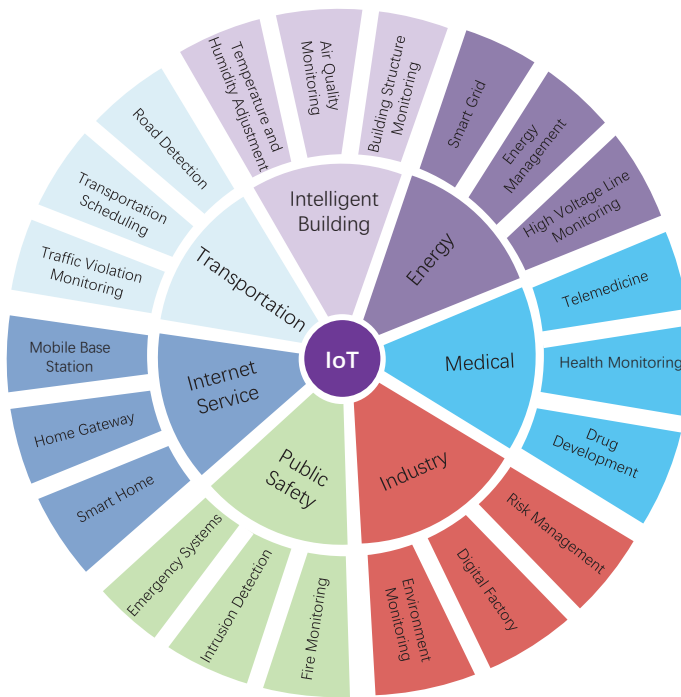 IoT
Intelligent
Building
Temperature and
Humidity Adjustment
Air Quality
Monitoring
Building Structure
Monitoring
Energy
Smart Grid
Energy
Management
High Voltage Line
Monitoring
Medical
Telemedicine
Health Monitoring
Drug
Development
Industry
Risk Management
Digital Factory
Environment
Monitoring
Public
Safety
Fire Monitoring
Intrusion Detection
Emergency Systems
Internet
Service
Smart Home
Home Gateway
Mobile Base
Station
Transportation
Traffic Violation
Monitoring
Transportation
Scheduling
Road Detection